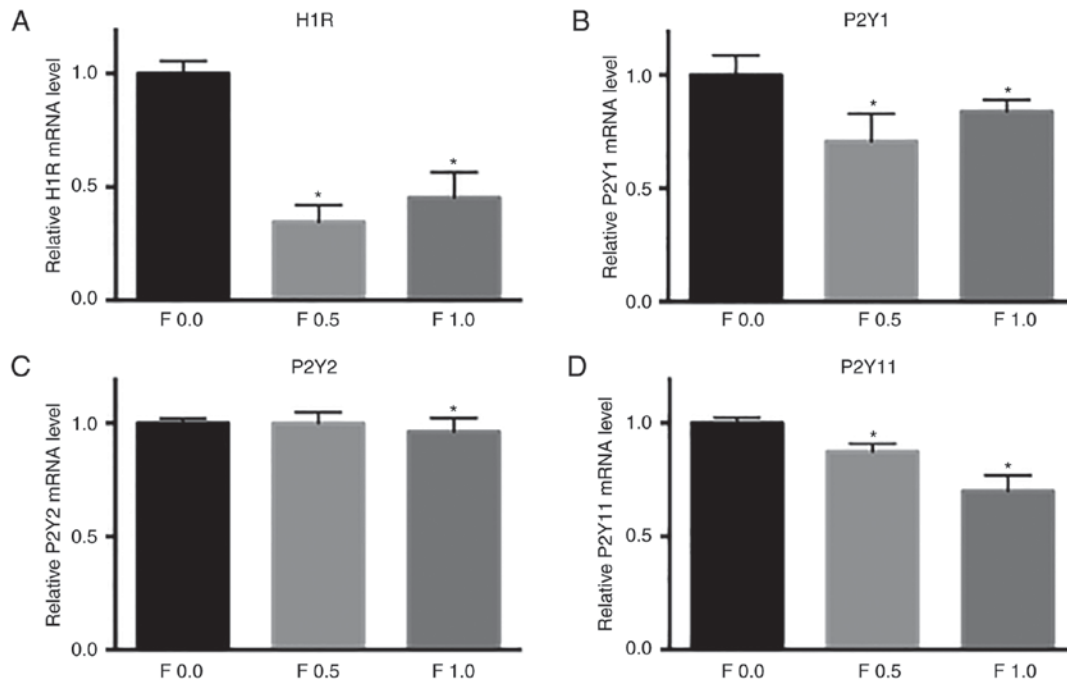 A
H1R
Relative H1R mRNA level
1.0
0.5
0.0
*
*
F 0.0 F 0.5 F 1.0
B
P2Y1
Relative P2Y1 mRNA level
1.0
0.5
0.0
*
*
F 0.0 F 0.5 F 1.0
C
P2Y2
Relative P2Y2 mRNA level
1.0
0.5
0.0
*
F 0.0 F 0.5 F 1.0
D
P2Y11
Relative P2Y11 mRNA level
1.0
0.5
0.0
*
*
F 0.0 F 0.5 F 1.0